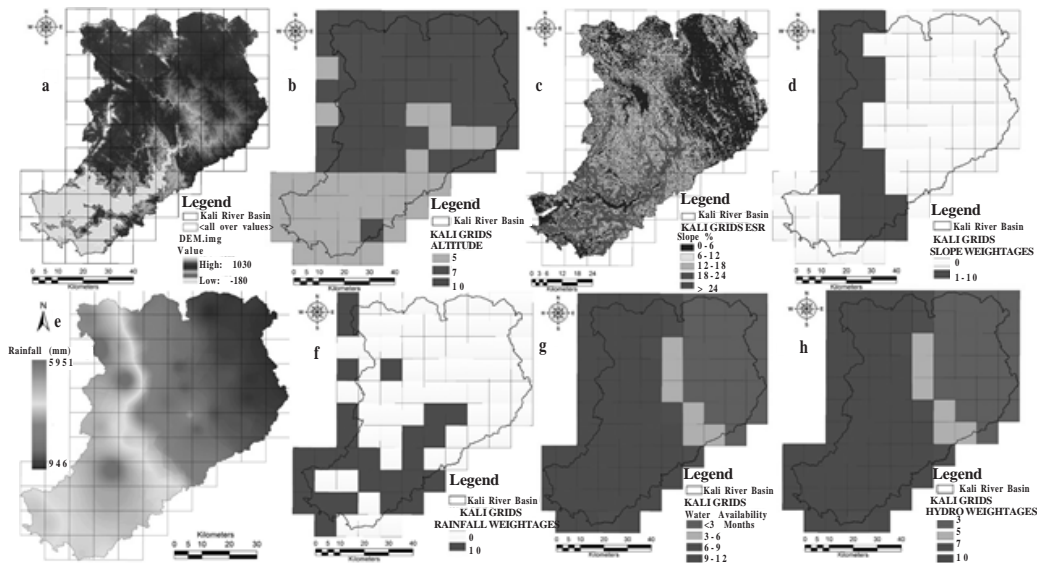 N
W E
S
a
Legend
Kali River Basin
<all over values>
DEM.img
Value
High: 1030
Low: -180
0 5 10 20 30 40
Kilometers
N
W E
S
b
Legend
Kali River Basin
KALI GRIDS
ALTITUDE
5
7
10
0 5 10 20 30 40
Kilometers
N
W E
S
c
Legend
Kali River Basin
KALI GRIDS ESR
Slope %
0-6
6-12
12-18
18-24
> 24
0 3 6 12 18 24
Kilometers
N
W E
S
d
Legend
Kali River Basin
KALI GRIDS
SLOPE WEIGHTAGES
0
1-10
0 5 10 20 30 40
Kilometers
N
e
Rainfall (mm)
5951
946
Kilometers
0 5 10 20 30
N
W E
S
f
Legend
Kali River Basin
KALI GRIDS
RAINFALL WEIGHTAGES
0
10
0 5 10 20 30 40
Kilometers
N
W E
S
g
Legend
Kali River Basin
KALI GRIDS
Water Availability
<3 Months
3-6
6-9
9-12
0 5 10 20 30 40
Kilometers
N
W E
S
h
Legend
Kali River Basin
KALI GRIDS
HYDRO WEIGHTAGES
3
5
7
10
0 5 10 20 30 40
Kilometers